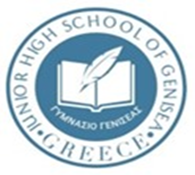 JUNIOR HIGH SCHOOL OF GENISEA
ΓΥΜΝΑΣΙΟ ΓΕΝΙΣΕΑΣ
• GREECE •